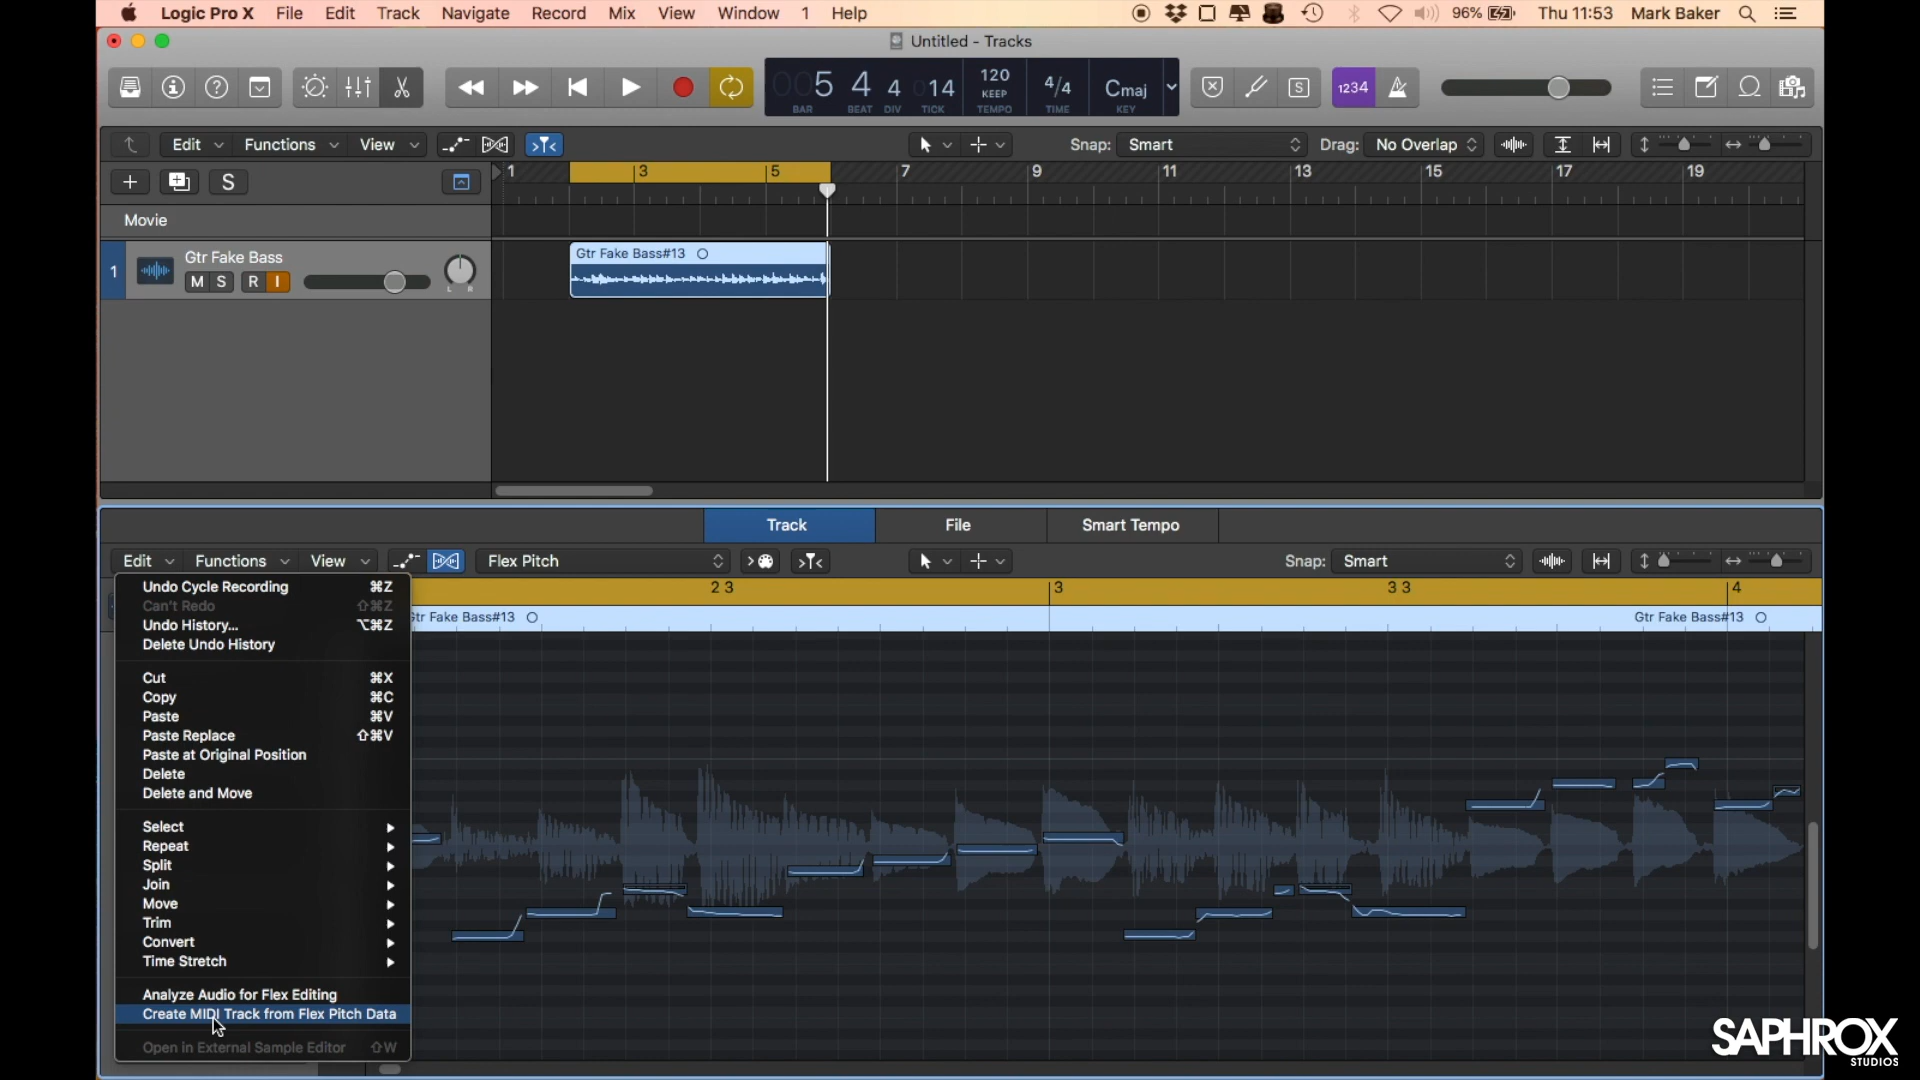 Logic Pro X File Edit Track Navigate Record Mix View Window 1 Help 96% Thu 11:53 Mark Baker
Untitled - Tracks
005 4 4 014 120 KEEP 4/4 Cmaj S 1234
BAR BEAT DIV TICK TEMPO TIME KEY
Edit Functions View Snap: Smart Drag: No Overlap
S 1 3 5 7 9 11 13 15 17 19
Movie
1 Gtr Fake Bass Gtr Fake Bass#13
M S R I L R
Track File Smart Tempo
Edit Functions View Flex Pitch Snap: Smart
2 3 3 3 3 4
Gtr Fake Bass#13 Gtr Fake Bass#13
Undo Cycle Recording ⌘Z
Can't Redo ⇧⌘Z
Undo History... ⌥⌘Z
Delete Undo History
Cut ⌘X
Copy ⌘C
Paste ⌘V
Paste Replace ⇧⌘V
Paste at Original Position
Delete
Delete and Move
Select
Repeat
Split
Join
Move
Trim
Convert
Time Stretch
Analyze Audio for Flex Editing
Create MIDI Track from Flex Pitch Data
Open in External Sample Editor ⇧W
SAPHROX
STUDIOS